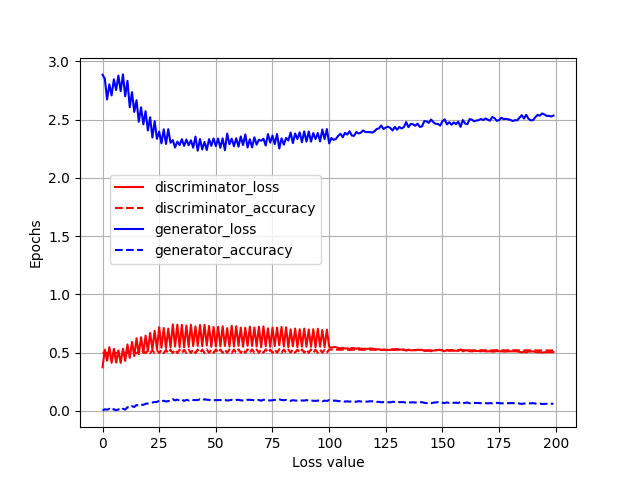 3.0
2.5
2.0
1.5
1.0
0.5
0.0
Epochs
discriminator_loss
discriminator_accuracy
generator_loss
generator_accuracy
0 25 50 75 100 125 150 175 200
Loss value